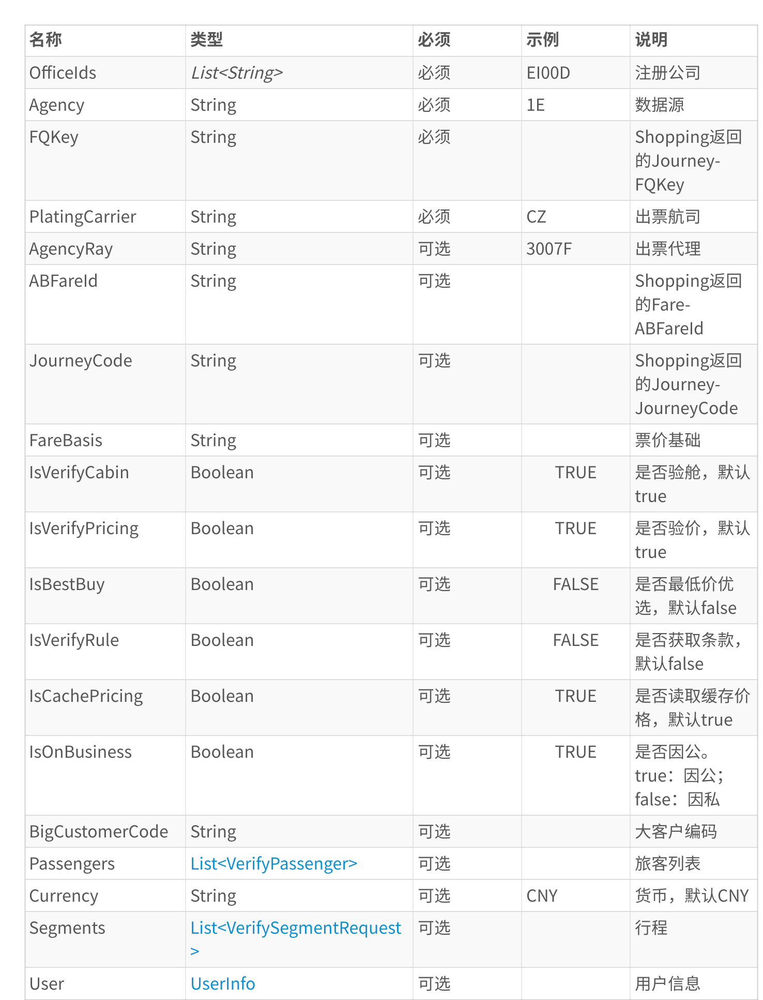 名称 类型 必须 示例 说明
OfficeIds List<String> 必须 EI00D 注册公司
Agency String 必须 1E 数据源
FQKey String 必须 Shopping返回
的Journey-
FQKey
PlatingCarrier String 必须 CZ 出票航司
AgencyRay String 可选 3007F 出票代理
ABFareId String 可选 Shopping返回
的Fare-
ABFareId
JourneyCode String 可选 Shopping返回
的Journey-
JourneyCode
FareBasis String 可选 票价基础
IsVerifyCabin Boolean 可选 TRUE 是否验舱，默认
true
IsVerifyPricing Boolean 可选 TRUE 是否验价，默认
true
IsBestBuy Boolean 可选 FALSE 是否最低价优
选，默认false
IsVerifyRule Boolean 可选 FALSE 是否获取条款，
默认false
IsCachePricing Boolean 可选 TRUE 是否读取缓存价
格，默认true
IsOnBusiness Boolean 可选 TRUE 是否因公。
true：因公；
false：因私
BigCustomerCode String 可选 大客户编码
Passengers List<VerifyPassenger> 可选 旅客列表
Currency String 可选 CNY 货币，默认CNY
Segments List<VerifySegmentRequest 可选 行程
>
User UserInfo 可选 用户信息